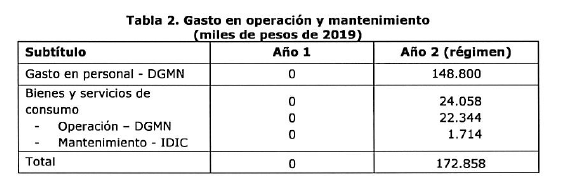 Tabla 2. Gasto en operación y mantenimiento
(miles de pesos de 2019)
Subtítulo Año 1 Año 2 (régimen)
Gasto en personal - DGMN 0 148.800
Bienes y servicios de
consumo 0 24.058
- Operación – DGMN 0 22.344
- Mantenimiento - IDIC 0 1.714
Total 0 172.858